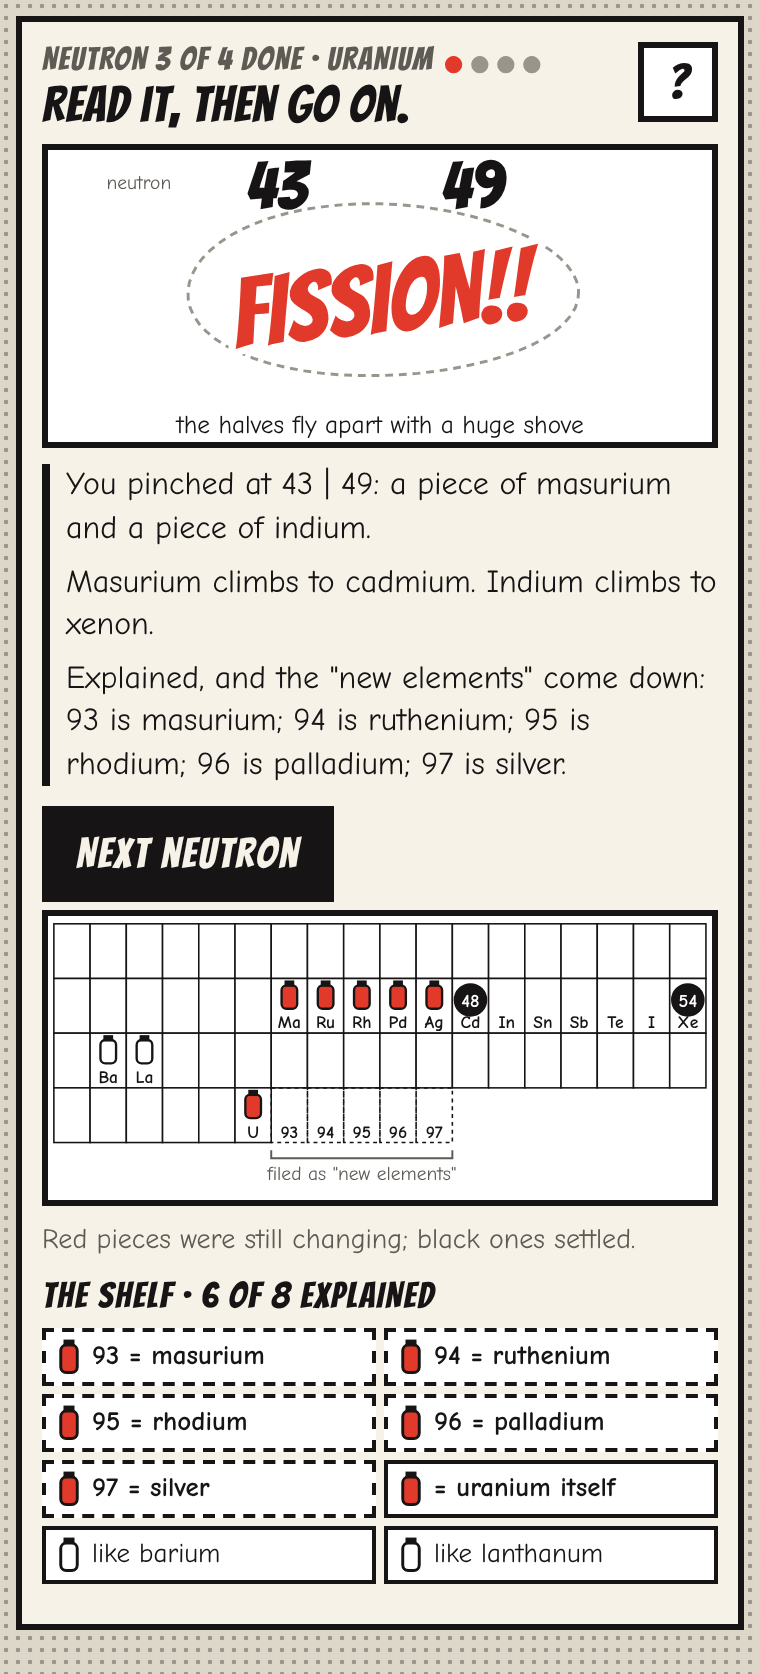 NEUTRON 3 OF 4 DONE · URANIUM
READ IT, THEN GO ON.
?
neutron
43
49
FISSION!!
the halves fly apart with a huge shove
You pinched at 43 | 49: a piece of masurium
and a piece of indium.
Masurium climbs to cadmium. Indium climbs to
xenon.
Explained, and the "new elements" come down:
93 is masurium; 94 is ruthenium; 95 is
rhodium; 96 is palladium; 97 is silver.
NEXT NEUTRON
48 54
Ma Ru Rh Pd Ag Cd In Sn Sb Te I Xe
Ba La
U 93 94 95 96 97
filed as "new elements"
Red pieces were still changing; black ones settled.
THE SHELF · 6 OF 8 EXPLAINED
93 = masurium
94 = ruthenium
95 = rhodium
96 = palladium
97 = silver
= uranium itself
like barium
like lanthanum